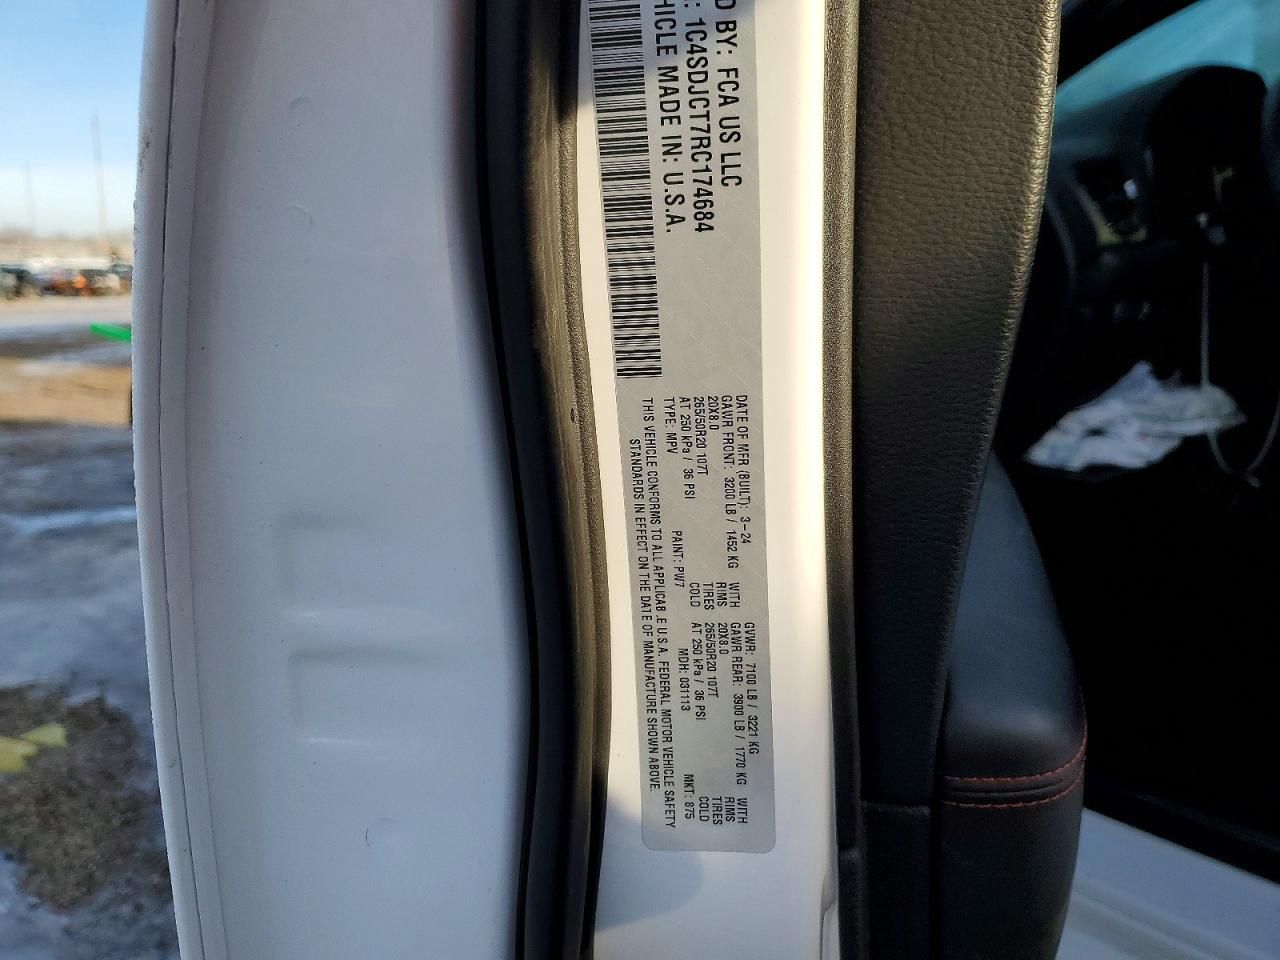 D BY: FCA US LLC
: 1C4SDJCT7RC174684
HICLE MADE IN: U.S.A.
DATE OF MFR (BUILT): 3-24 GVWR: 7100 LB / 3221 KG
GAWR FRONT: 3200 LB / 1452 KG WITH GAWR REAR: 3900 LB / 1770 KG WITH
20X8.0 RIMS 20X8.0 RIMS
265/50R20 107T TIRES 265/50R20 107T TIRES
AT 250 kPa / 36 PSI COLD AT 250 kPa / 36 PSI COLD
TYPE: MPV PAINT: PW7 MDH: 031113 MKT: 875
THIS VEHICLE CONFORMS TO ALL APPLICAB E U.S.A. FEDERAL MOTOR VEHICLE SAFETY
STANDARDS IN EFFECT ON THE DATE OF MANUFACTURE SHOWN ABOVE.